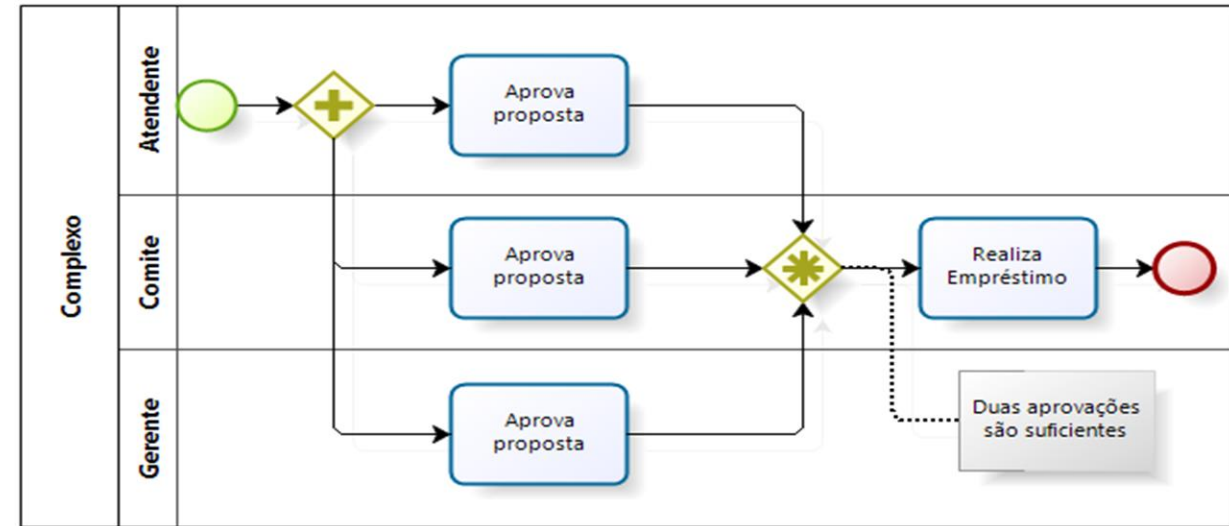 Complexo
Atendente
Aprova
proposta
Comite
Aprova
proposta
Realiza
Empréstimo
Gerente
Aprova
proposta
Duas aprovações
são suficientes